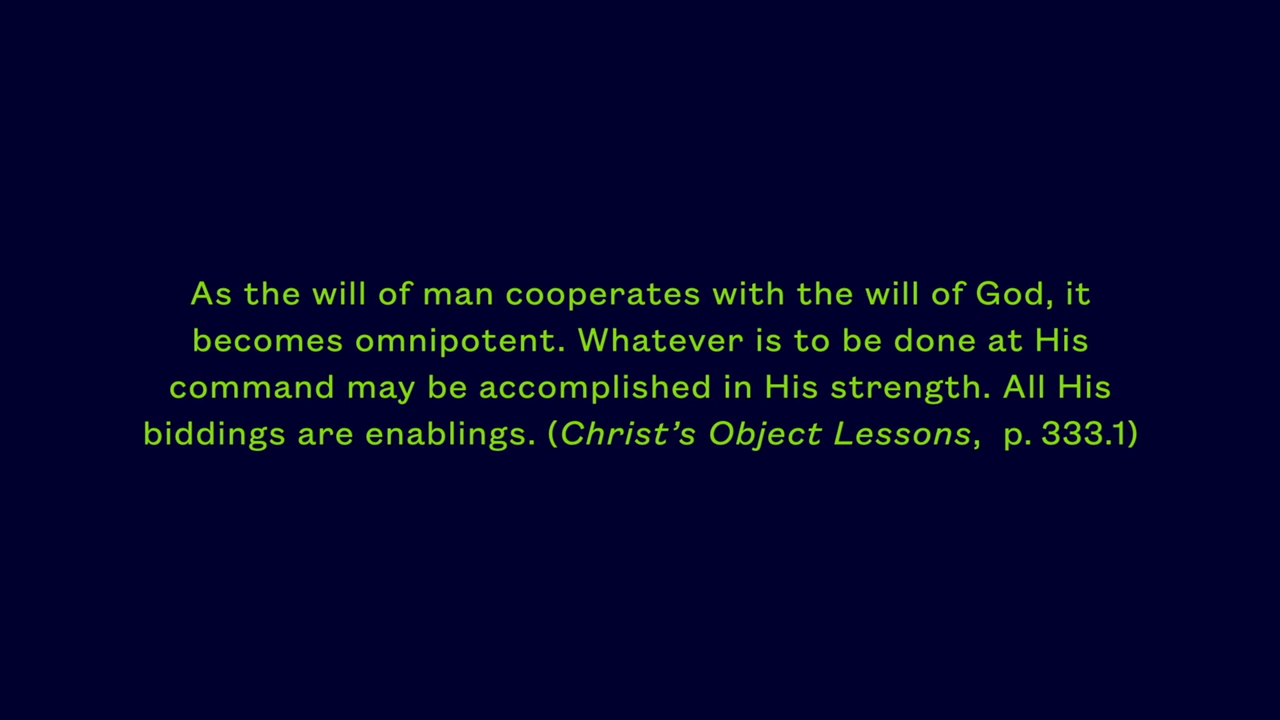 As the will of man cooperates with the will of God, it
becomes omnipotent. Whatever is to be done at His
command may be accomplished in His strength. All His
biddings are enablings. (Christ’s Object Lessons,  p. 333.1)